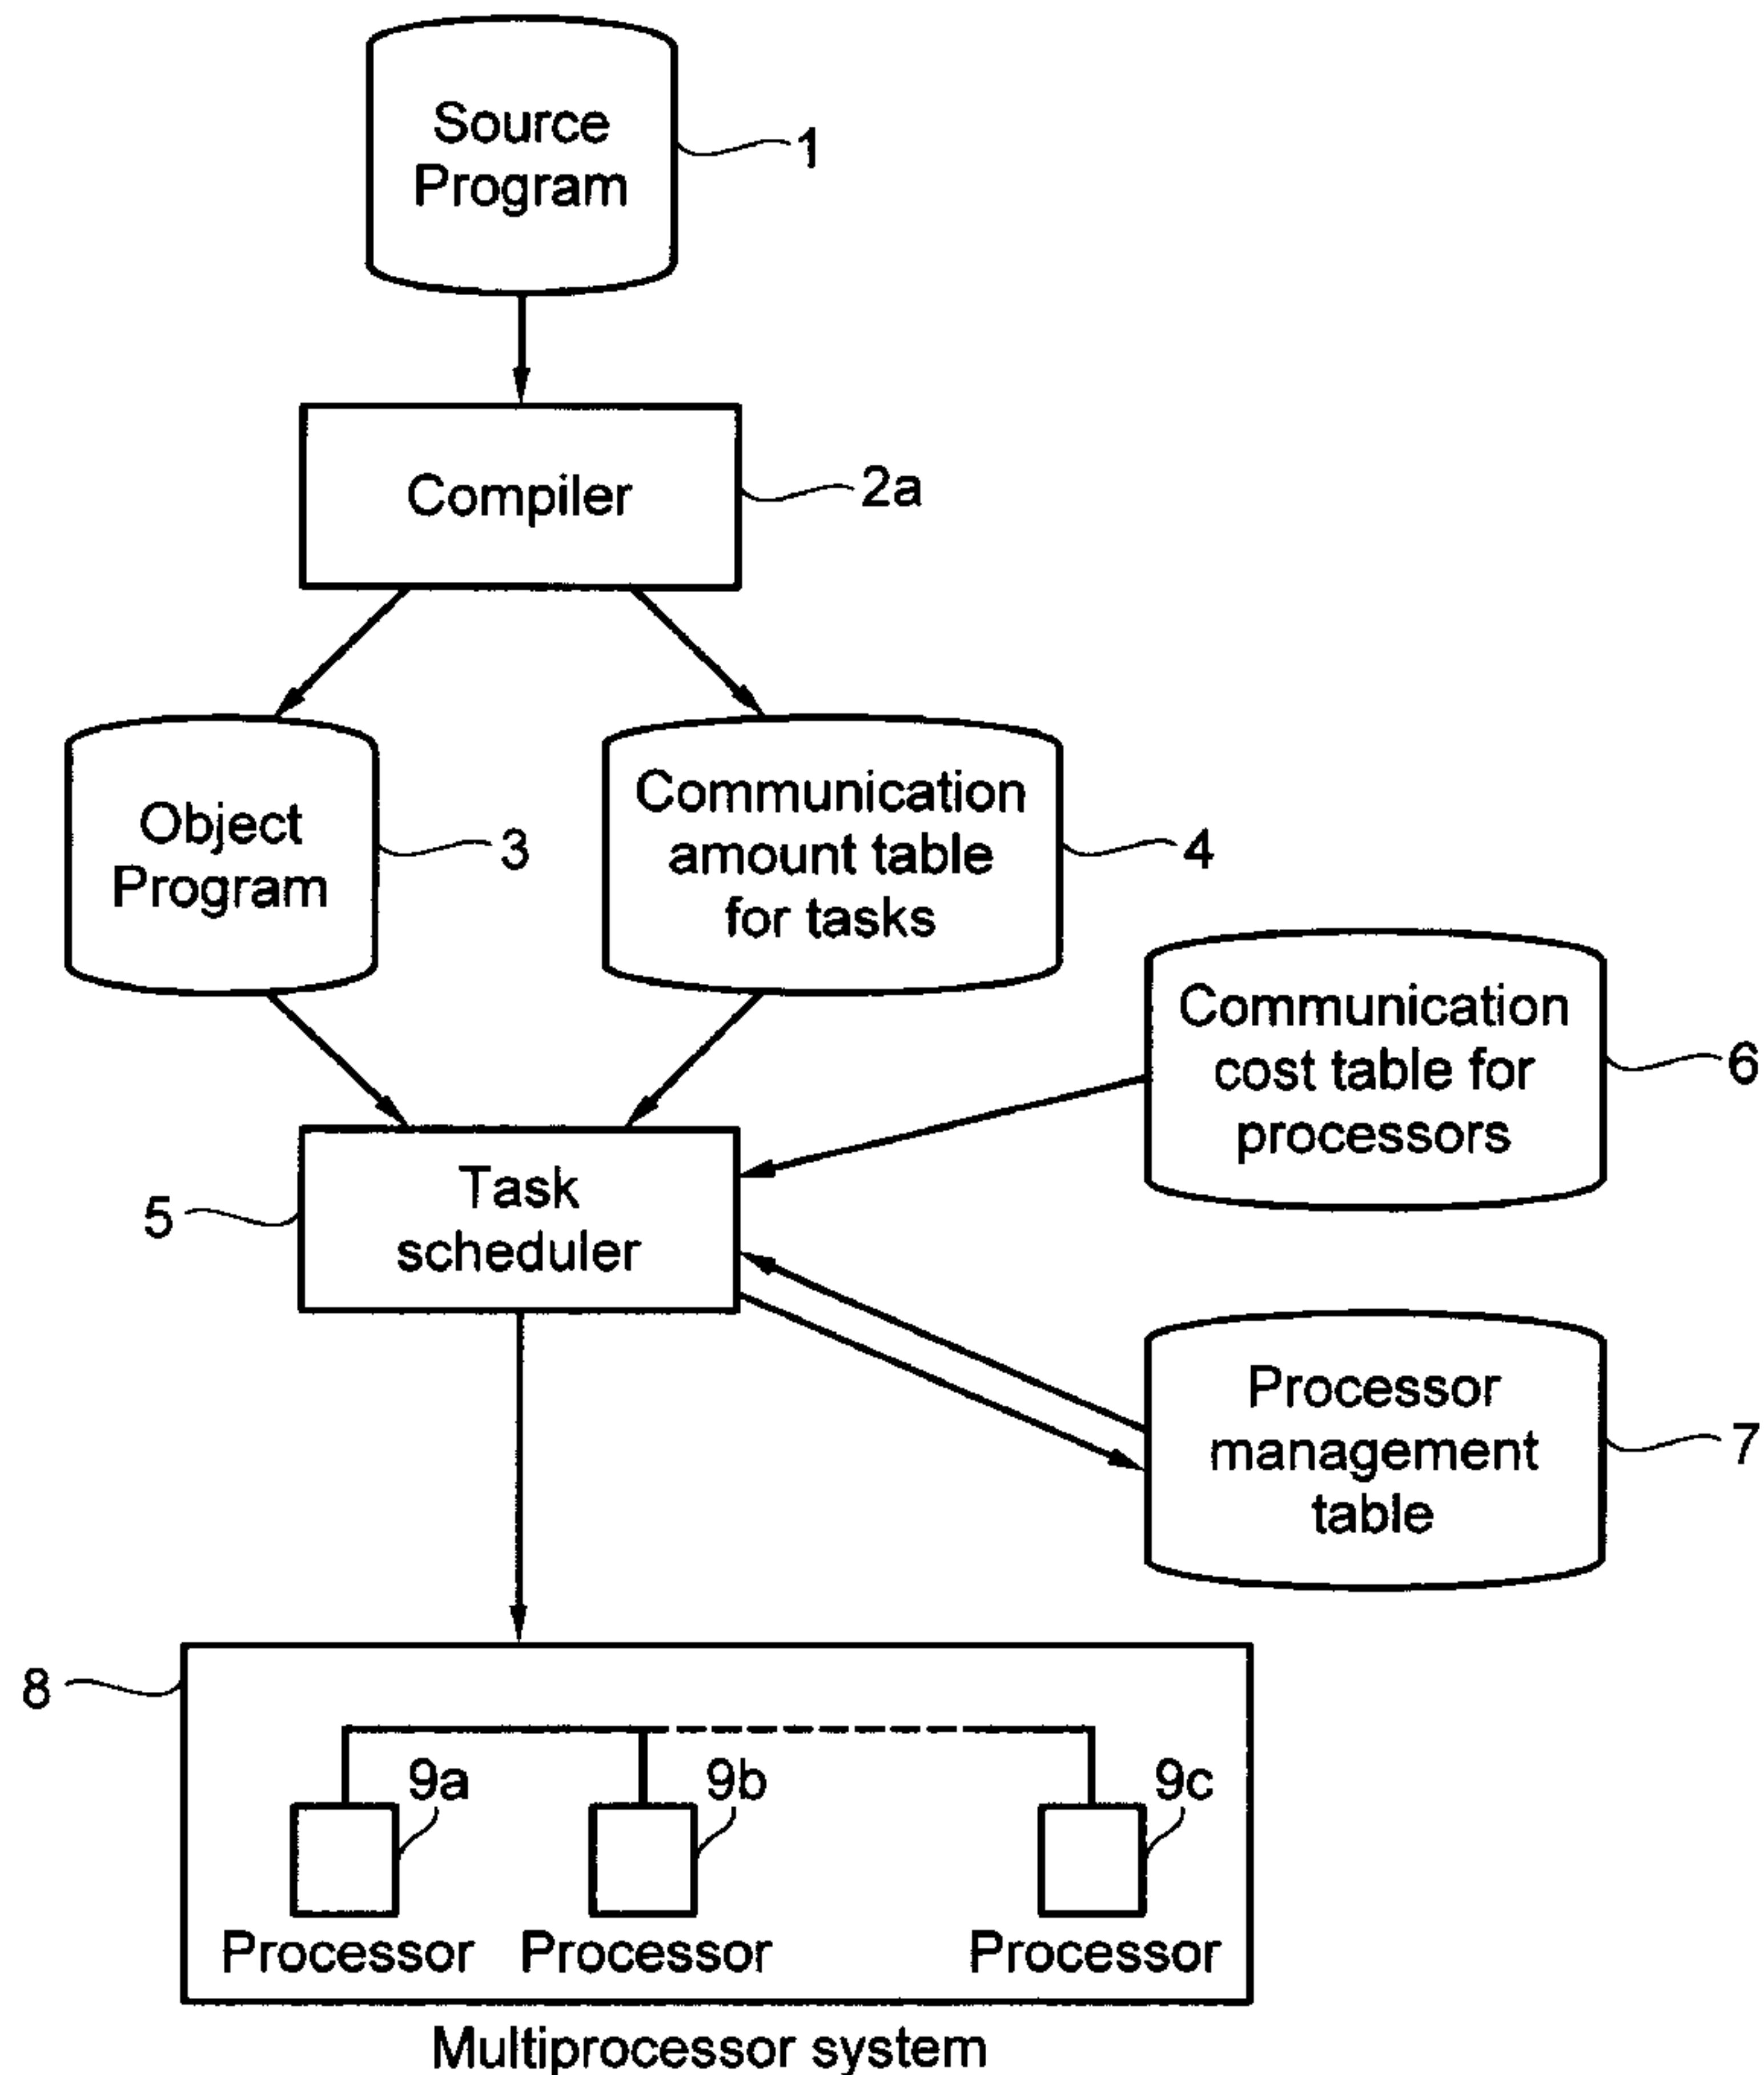 Source
Program
1
Compiler
2a
Object
Program
3
Communication
amount table
for tasks
4
Communication
cost table for
processors
6
Task
scheduler
5
Processor
management
table
7
8
9a
9b
9c
Processor
Processor
Processor
Multiprocessor system